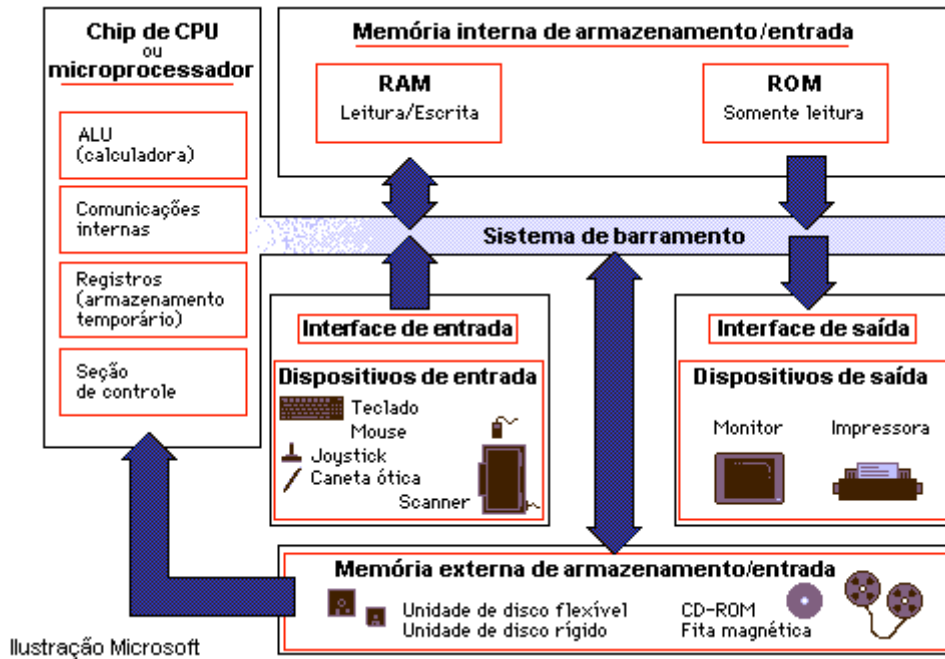 Chip de CPU
ou
microprocessador
ALU
(calculadora)
Comunicações
internas
Registros
(armazenamento
temporário)
Seção
de controle
Memória interna de armazenamento/entrada
RAM
Leitura/Escrita
ROM
Somente leitura
Sistema de barramento
Interface de entrada
Dispositivos de entrada
Teclado
Mouse
Joystick
Caneta ótica
Scanner
Interface de saída
Dispositivos de saída
Monitor
Impressora
Memória externa de armazenamento/entrada
Unidade de disco flexível
Unidade de disco rígido
CD-ROM
Fita magnética
Ilustração Microsoft